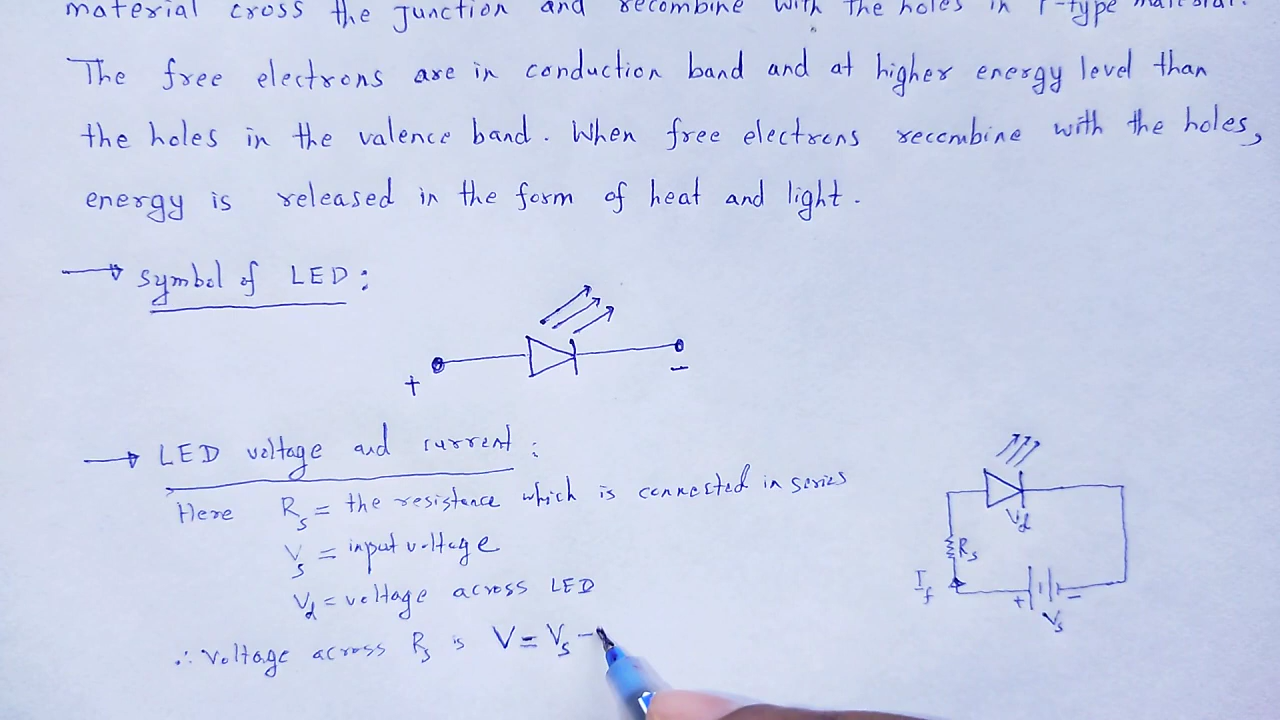 material cross the junction and recombine with the holes in P-type material.
The free electrons are in conduction band and at higher energy level than
the holes in the valence band. When free electrons recombine with the holes,
energy is released in the form of heat and light.
→ Symbol of LED:
+ −
→ LED voltage and current:
Here Rs = the resistance which is connected in series
Vs = input voltage
Vd = voltage across LED
∴ Voltage across Rs is V = Vs −
Vd
Rs
If
+ −
Vs